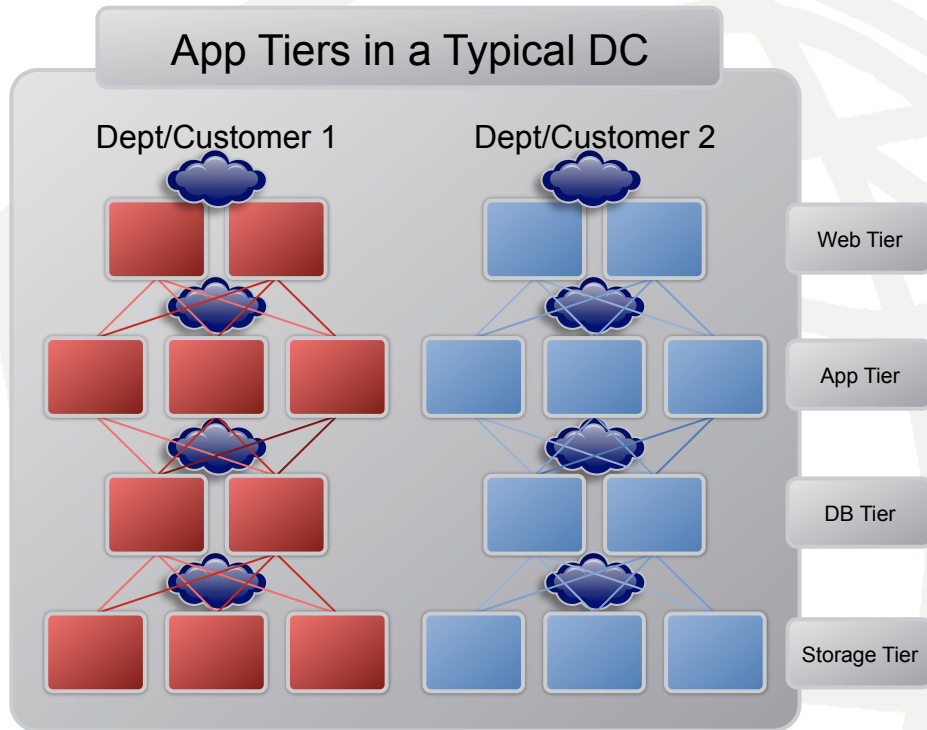 App Tiers in a Typical DC
Dept/Customer 1
Dept/Customer 2
Web Tier
App Tier
DB Tier
Storage Tier